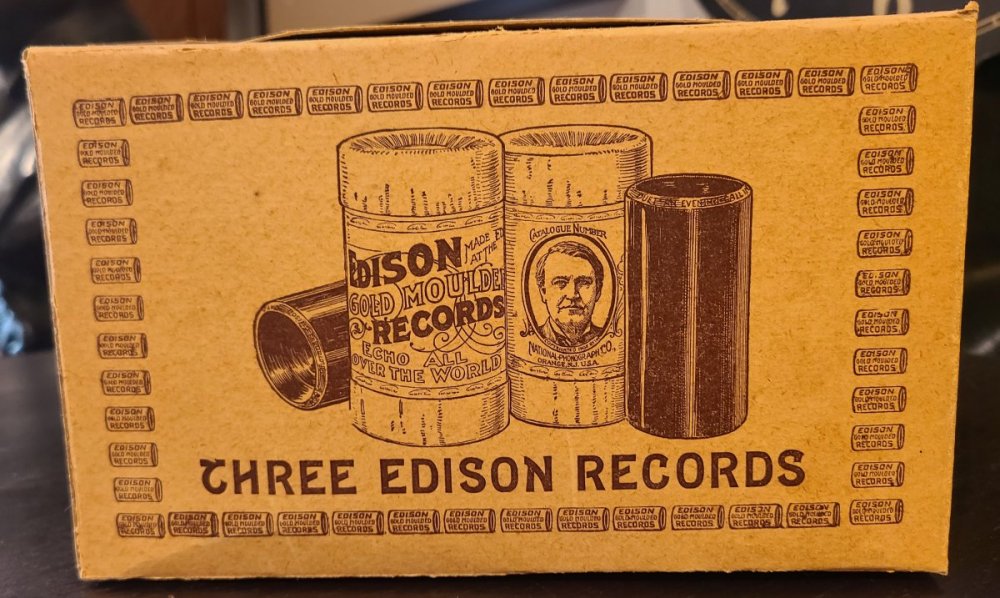 EDISON
GOLD MOULDED
RECORDS
EDISON
MADE
AT THE
GOLD MOULDED
RECORDS
ECHO ALL
OVER THE WORLD
CATALOGUE NUMBER
NATIONAL PHONOGRAPH CO.,
ORANGE, N.J. U.S.A.
THREE EDISON RECORDS